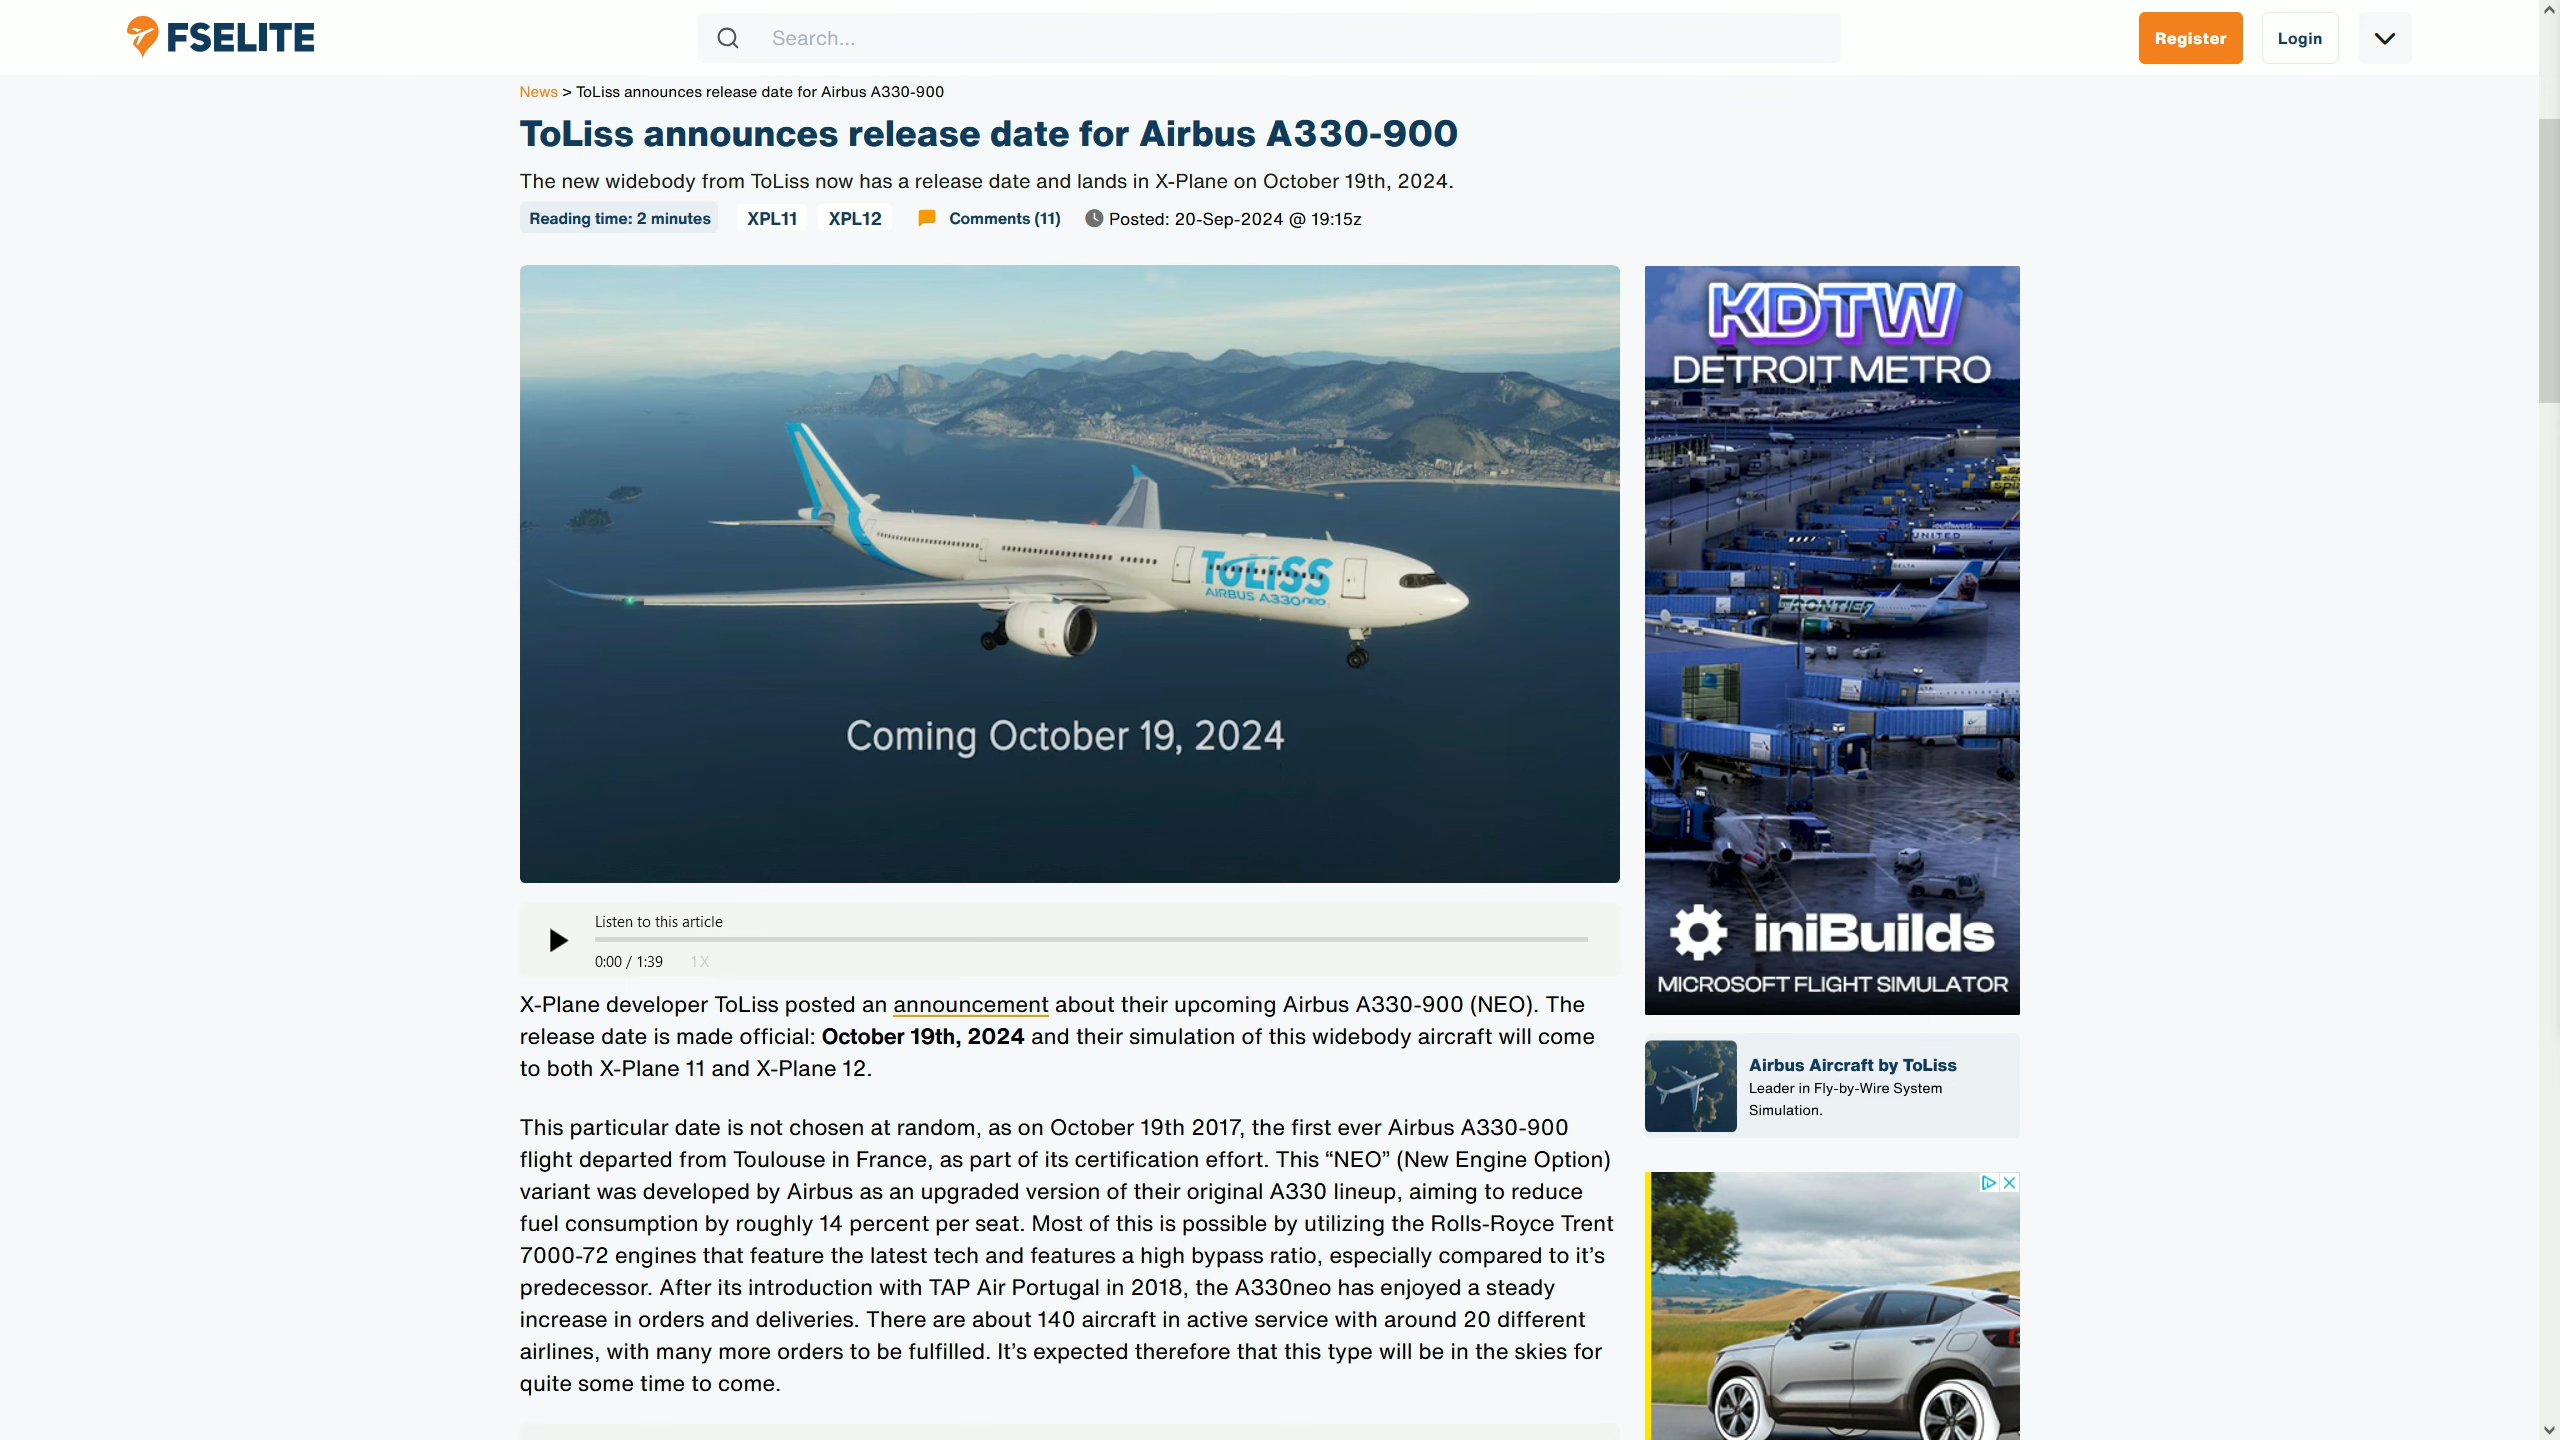 FSELITE
Search...
Register
Login
News > ToLiss announces release date for Airbus A330-900
ToLiss announces release date for Airbus A330-900
The new widebody from ToLiss now has a release date and lands in X-Plane on October 19th, 2024.
Reading time: 2 minutes
XPL11
XPL12
Comments (11)
Posted: 20-Sep-2024 @ 19:15z
TOLISS
AIRBUS A330neo
Coming October 19, 2024
KDTW
DETROIT METRO
Southwest
UNITED
DELTA
FRONTIER
iniBuilds
MICROSOFT FLIGHT SIMULATOR
Listen to this article
0:00 / 1:39
1X
X-Plane developer ToLiss posted an announcement about their upcoming Airbus A330-900 (NEO). The
release date is made official: October 19th, 2024 and their simulation of this widebody aircraft will come
to both X-Plane 11 and X-Plane 12.
Airbus Aircraft by ToLiss
Leader in Fly-by-Wire System
Simulation.
This particular date is not chosen at random, as on October 19th 2017, the first ever Airbus A330-900
flight departed from Toulouse in France, as part of its certification effort. This “NEO” (New Engine Option)
variant was developed by Airbus as an upgraded version of their original A330 lineup, aiming to reduce
fuel consumption by roughly 14 percent per seat. Most of this is possible by utilizing the Rolls-Royce Trent
7000-72 engines that feature the latest tech and features a high bypass ratio, especially compared to it’s
predecessor. After its introduction with TAP Air Portugal in 2018, the A330neo has enjoyed a steady
increase in orders and deliveries. There are about 140 aircraft in active service with around 20 different
airlines, with many more orders to be fulfilled. It’s expected therefore that this type will be in the skies for
quite some time to come.